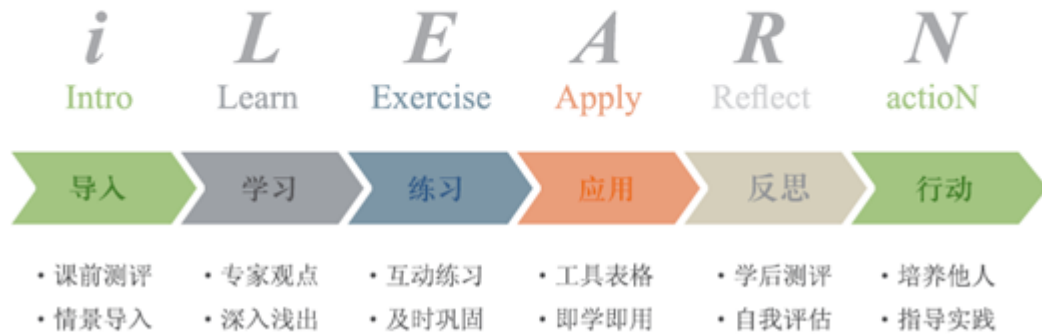 i L E A R N
Intro Learn Exercise Apply Reflect actioN
导入 学习 练习 应用 反思 行动
·课前测评 ·专家观点 ·互动练习 ·工具表格 ·学后测评 ·培养他人
·情景导入 ·深入浅出 ·及时巩固 ·即学即用 ·自我评估 ·指导实践